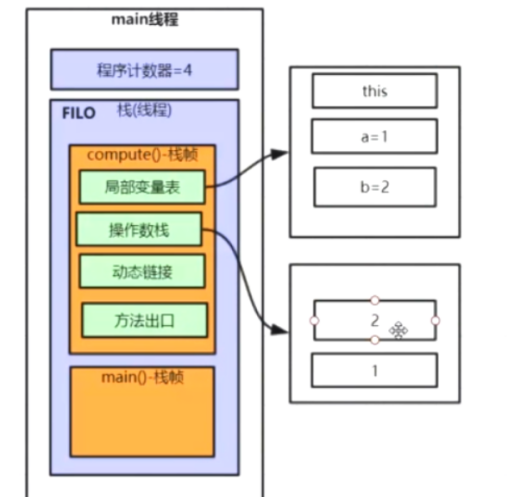 main线程
程序计数器=4
FILO 栈(线程)
compute()-栈帧
局部变量表
操作数栈
动态链接
方法出口
main()-栈帧
this
a=1
b=2
2
1